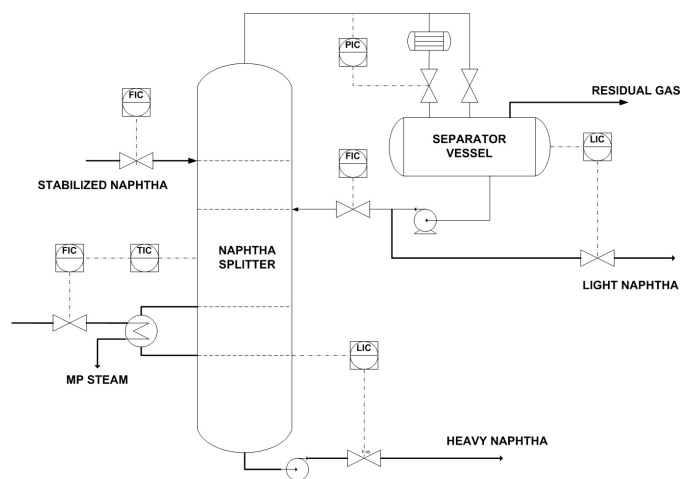 PIC
FIC
RESIDUAL GAS
SEPARATOR
VESSEL
LIC
FIC
STABILIZED NAPHTHA
NAPHTHA
SPLITTER
FIC
TIC
LIGHT NAPHTHA
LIC
MP STEAM
HEAVY NAPHTHA